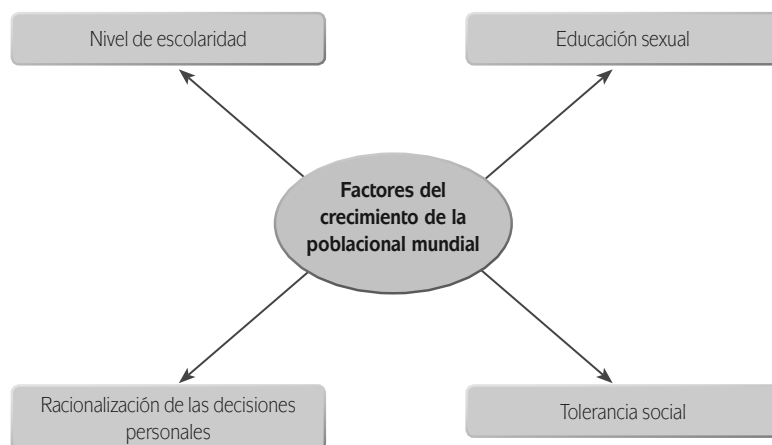 Nivel de escolaridad
Educación sexual
Factores del
crecimiento de la
poblacional mundial
Racionalización de las decisiones
personales
Tolerancia social